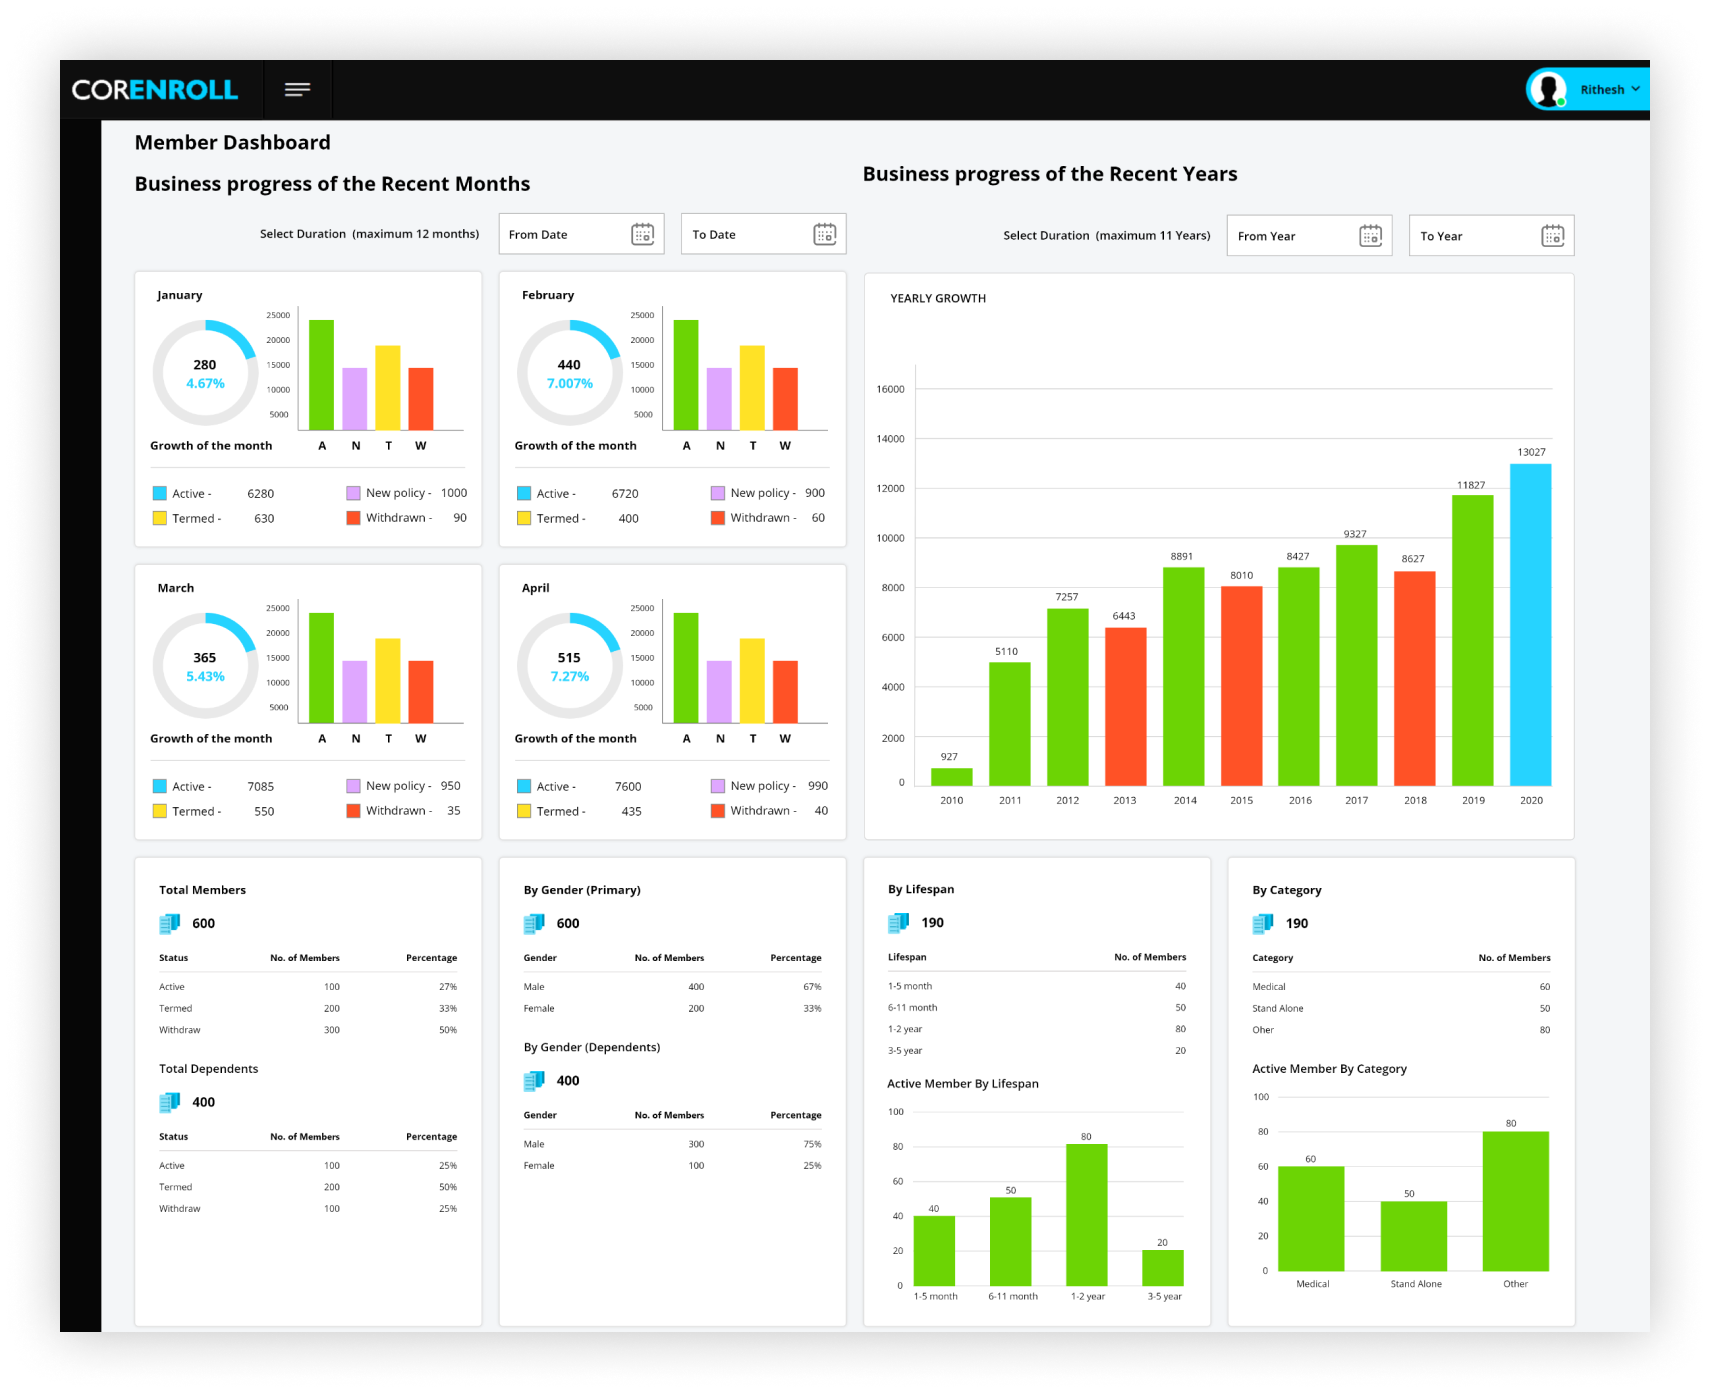 CORENROLL
Rithesh
Member Dashboard
Business progress of the Recent Months
Select Duration (maximum 12 months)
From Date
To Date
January
25000
20000
15000
10000
5000
280
4.67%
Growth of the month
A N T W
Active - 6280
New policy - 1000
Termed - 630
Withdrawn - 90
February
25000
20000
15000
10000
5000
440
7.007%
Growth of the month
A N T W
Active - 6720
New policy - 900
Termed - 400
Withdrawn - 60
March
25000
20000
15000
10000
5000
365
5.43%
Growth of the month
A N T W
Active - 7085
New policy - 950
Termed - 550
Withdrawn - 35
April
25000
20000
15000
10000
5000
515
7.27%
Growth of the month
A N T W
Active - 7600
New policy - 990
Termed - 435
Withdrawn - 40
Business progress of the Recent Years
Select Duration (maximum 11 Years)
From Year
To Year
YEARLY GROWTH
16000
14000
12000
10000
8000
6000
4000
2000
0
927
5110
7257
6443
8891
8010
8427
9327
8627
11827
13027
2010 2011 2012 2013 2014 2015 2016 2017 2018 2019 2020
Total Members
600
Status No. of Members Percentage
Active 100 27%
Termed 200 33%
Withdraw 300 50%
Total Dependents
400
Status No. of Members Percentage
Active 100 25%
Termed 200 50%
Withdraw 100 25%
By Gender (Primary)
600
Gender No. of Members Percentage
Male 400 67%
Female 200 33%
By Gender (Dependents)
400
Gender No. of Members Percentage
Male 300 75%
Female 100 25%
By Lifespan
190
Lifespan No. of Members
1-5 month 40
6-11 month 50
1-2 year 80
3-5 year 20
Active Member By Lifespan
100
80
60
40
20
0
40
50
80
20
1-5 month 6-11 month 1-2 year 3-5 year
By Category
190
Category No. of Members
Medical 60
Stand Alone 50
Oher 80
Active Member By Category
100
80
60
40
20
0
60
50
80
Medical Stand Alone Other